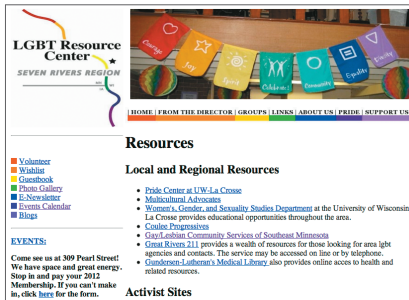 LGBT Resource
Center
SEVEN RIVERS REGION
Courage
Joy
Spirit
Celebrate!
Community
Equality
| HOME | FROM THE DIRECTOR | GROUPS | LINKS | ABOUT US | PRIDE | SUPPORT US
Resources
Volunteer
Wishlist
Guestbook
Photo Gallery
E-Newsletter
Events Calendar
Blogs
EVENTS:
Come see us at 309 Pearl Street!
We have space and great energy.
Stop in and pay your 2012
Membership. If you can't make
in, click here for the form.
Local and Regional Resources
• Pride Center at UW-La Crosse
• Multicultural Advocates
• Women's, Gender, and Sexuality Studies Department at the University of Wisconsin
La Crosse provides educational opportunities throughout the area.
• Coulee Progressives
• Gay/Lesbian Community Services of Southeast Minnesota
• Great Rivers 211 provides a wealth of resources for those looking for area lgbt
agencies and contacts. The service may be accessed on line or by telephone.
• Gundersen-Lutheran's Medical Library also provides online acces to health and
related resources.
Activist Sites